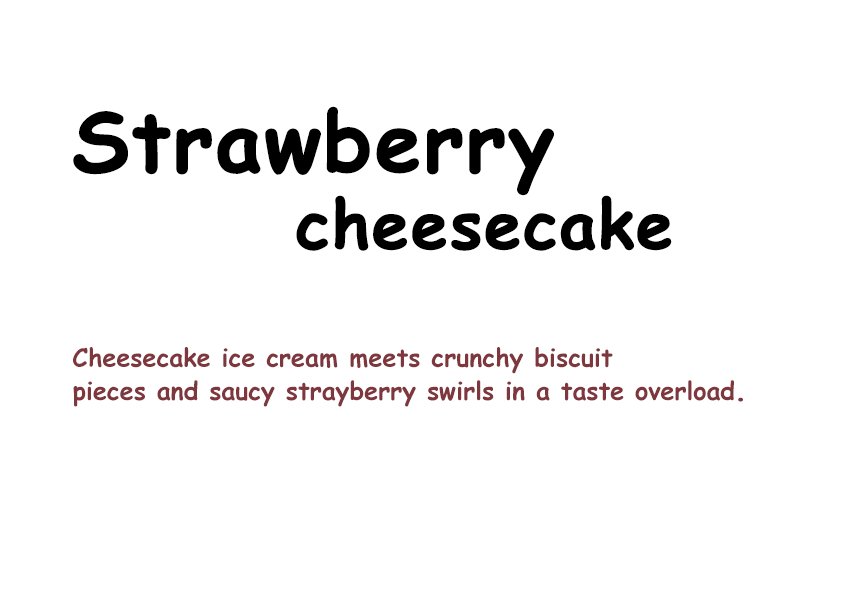 Strawberry
cheesecake
Cheesecake ice cream meets crunchy biscuit
pieces and saucy strayberry swirls in a taste overload.